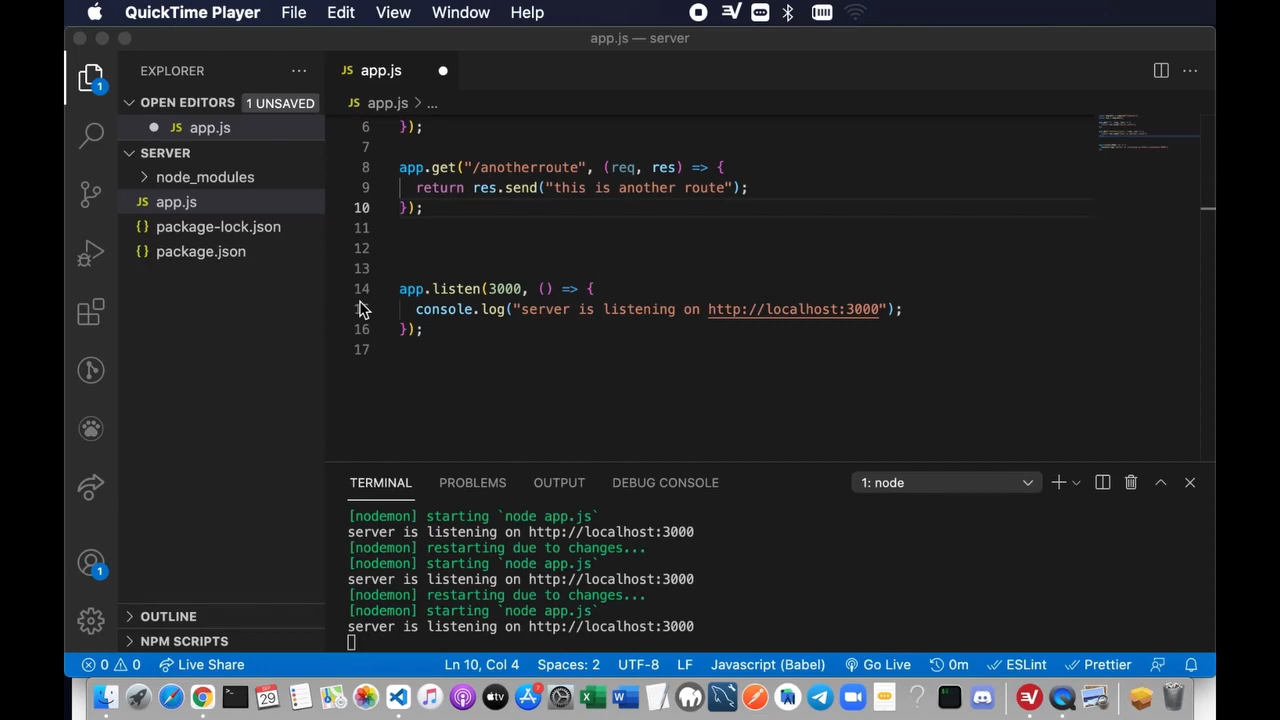 QuickTime Player File Edit View Window Help
app.js — server
EXPLORER
JS app.js
OPEN EDITORS 1 UNSAVED
JS app.js > ...
JS app.js
SERVER
node_modules
JS app.js
{} package-lock.json
{} package.json
6 });
7
8 app.get("/anotherroute", (req, res) => {
9 return res.send("this is another route");
10 });
11
12
13
14 app.listen(3000, () => {
console.log("server is listening on http://localhost:3000");
16 });
17
TERMINAL PROBLEMS OUTPUT DEBUG CONSOLE 1: node
[nodemon] starting `node app.js`
server is listening on http://localhost:3000
[nodemon] restarting due to changes...
[nodemon] starting `node app.js`
server is listening on http://localhost:3000
[nodemon] restarting due to changes...
[nodemon] starting `node app.js`
server is listening on http://localhost:3000
OUTLINE
NPM SCRIPTS
1
1
0 0 Live Share Ln 10, Col 4 Spaces: 2 UTF-8 LF Javascript (Babel) Go Live 0m ESLint Prettier
29